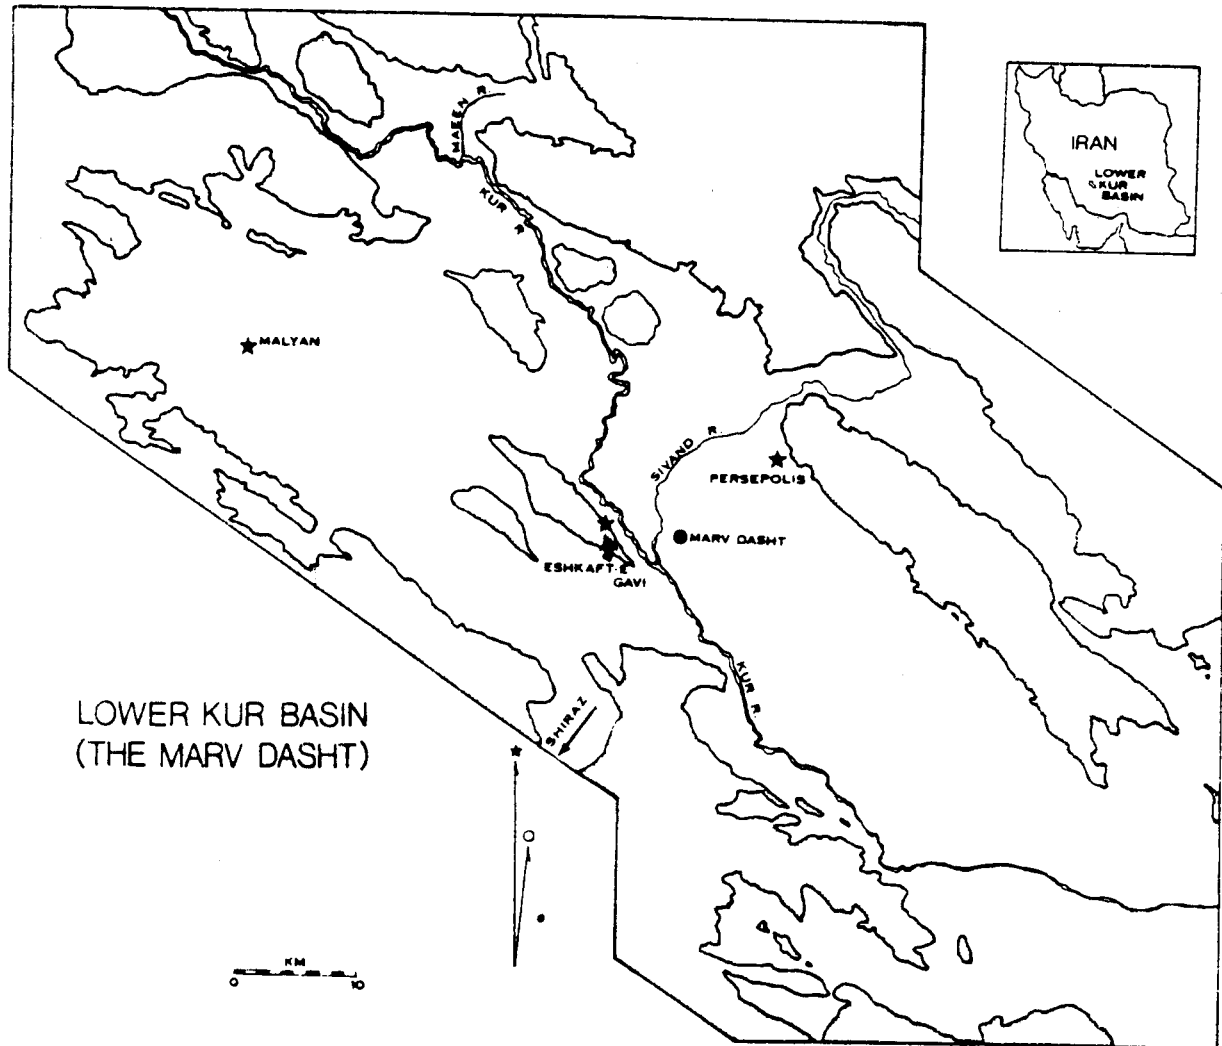 MAEEN R.
KUR R.
IRAN
LOWER
KUR
BASIN
MALYAN
SIVAND R.
PERSEPOLIS
MARV DASHT
ESHKAFT-E
GAVI
KUR R.
SHIRAZ
LOWER KUR BASIN
(THE MARV DASHT)
KM
0 10